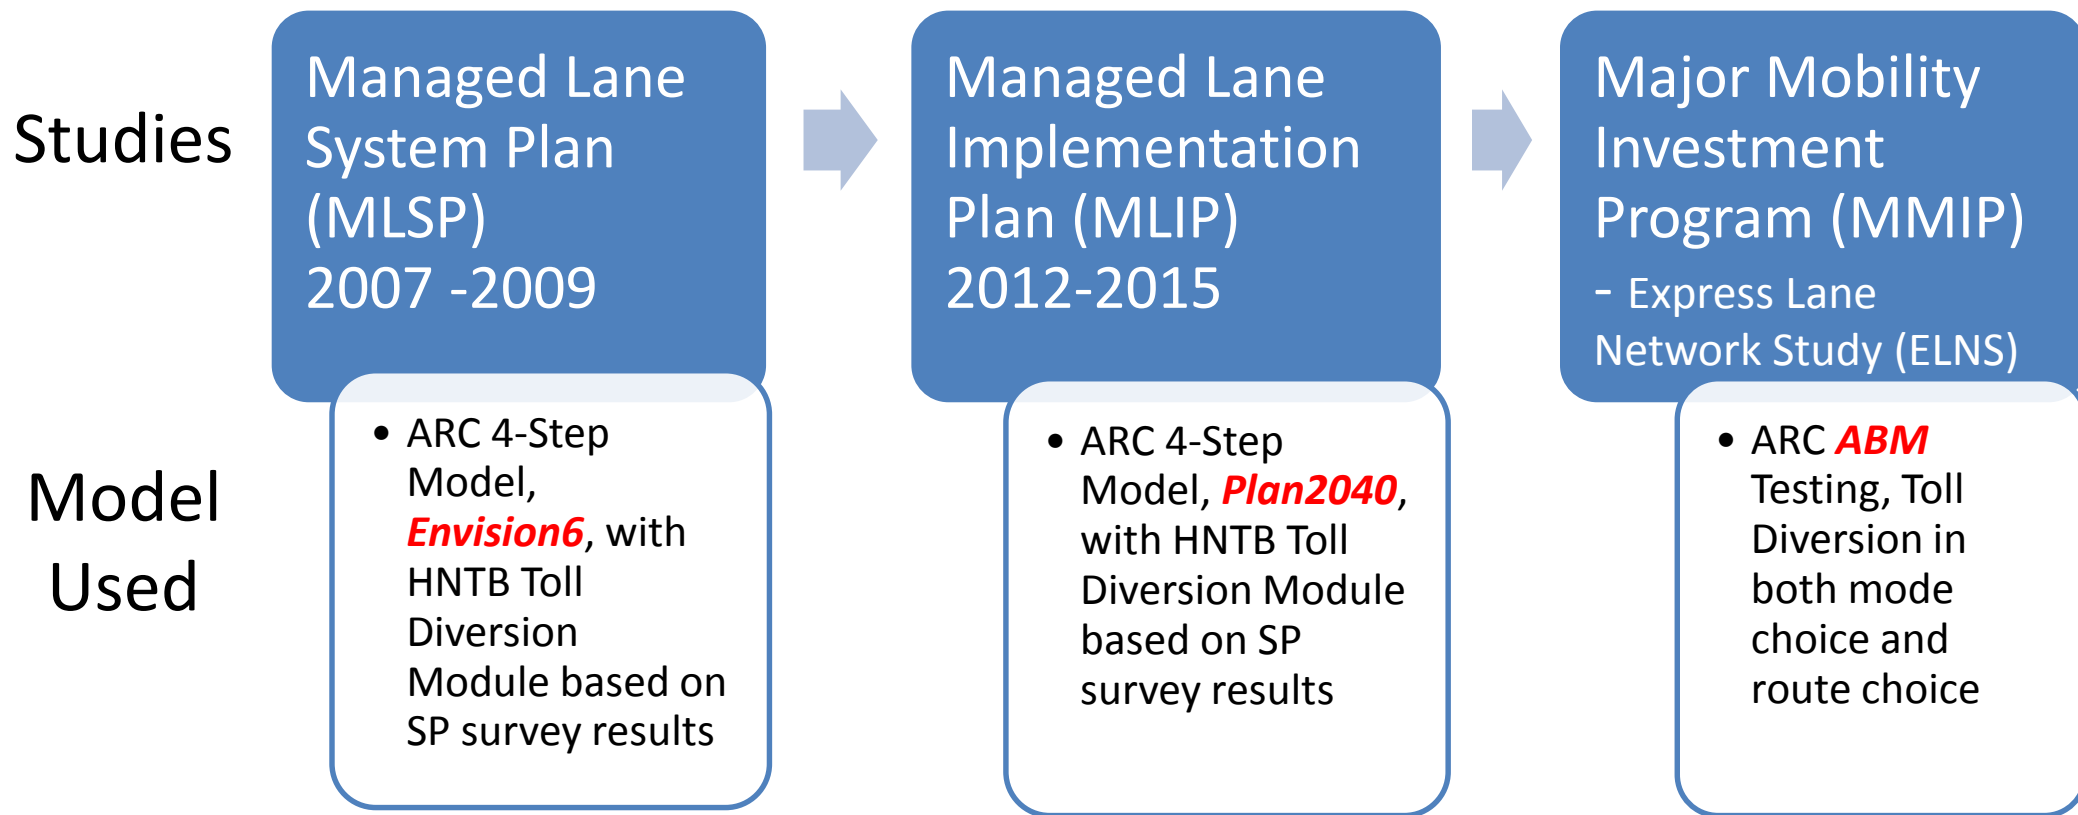 Studies
Managed Lane
System Plan
(MLSP)
2007 -2009
Managed Lane
Implementation
Plan (MLIP)
2012-2015
Major Mobility
Investment
Program (MMIP)
- Express Lane
Network Study (ELNS)
Model
Used
• ARC 4-Step
Model,
Envision6, with
HNTB Toll
Diversion
Module based on
SP survey results
• ARC 4-Step
Model, Plan2040,
with HNTB Toll
Diversion Module
based on SP
survey results
• ARC ABM
Testing, Toll
Diversion in
both mode
choice and
route choice